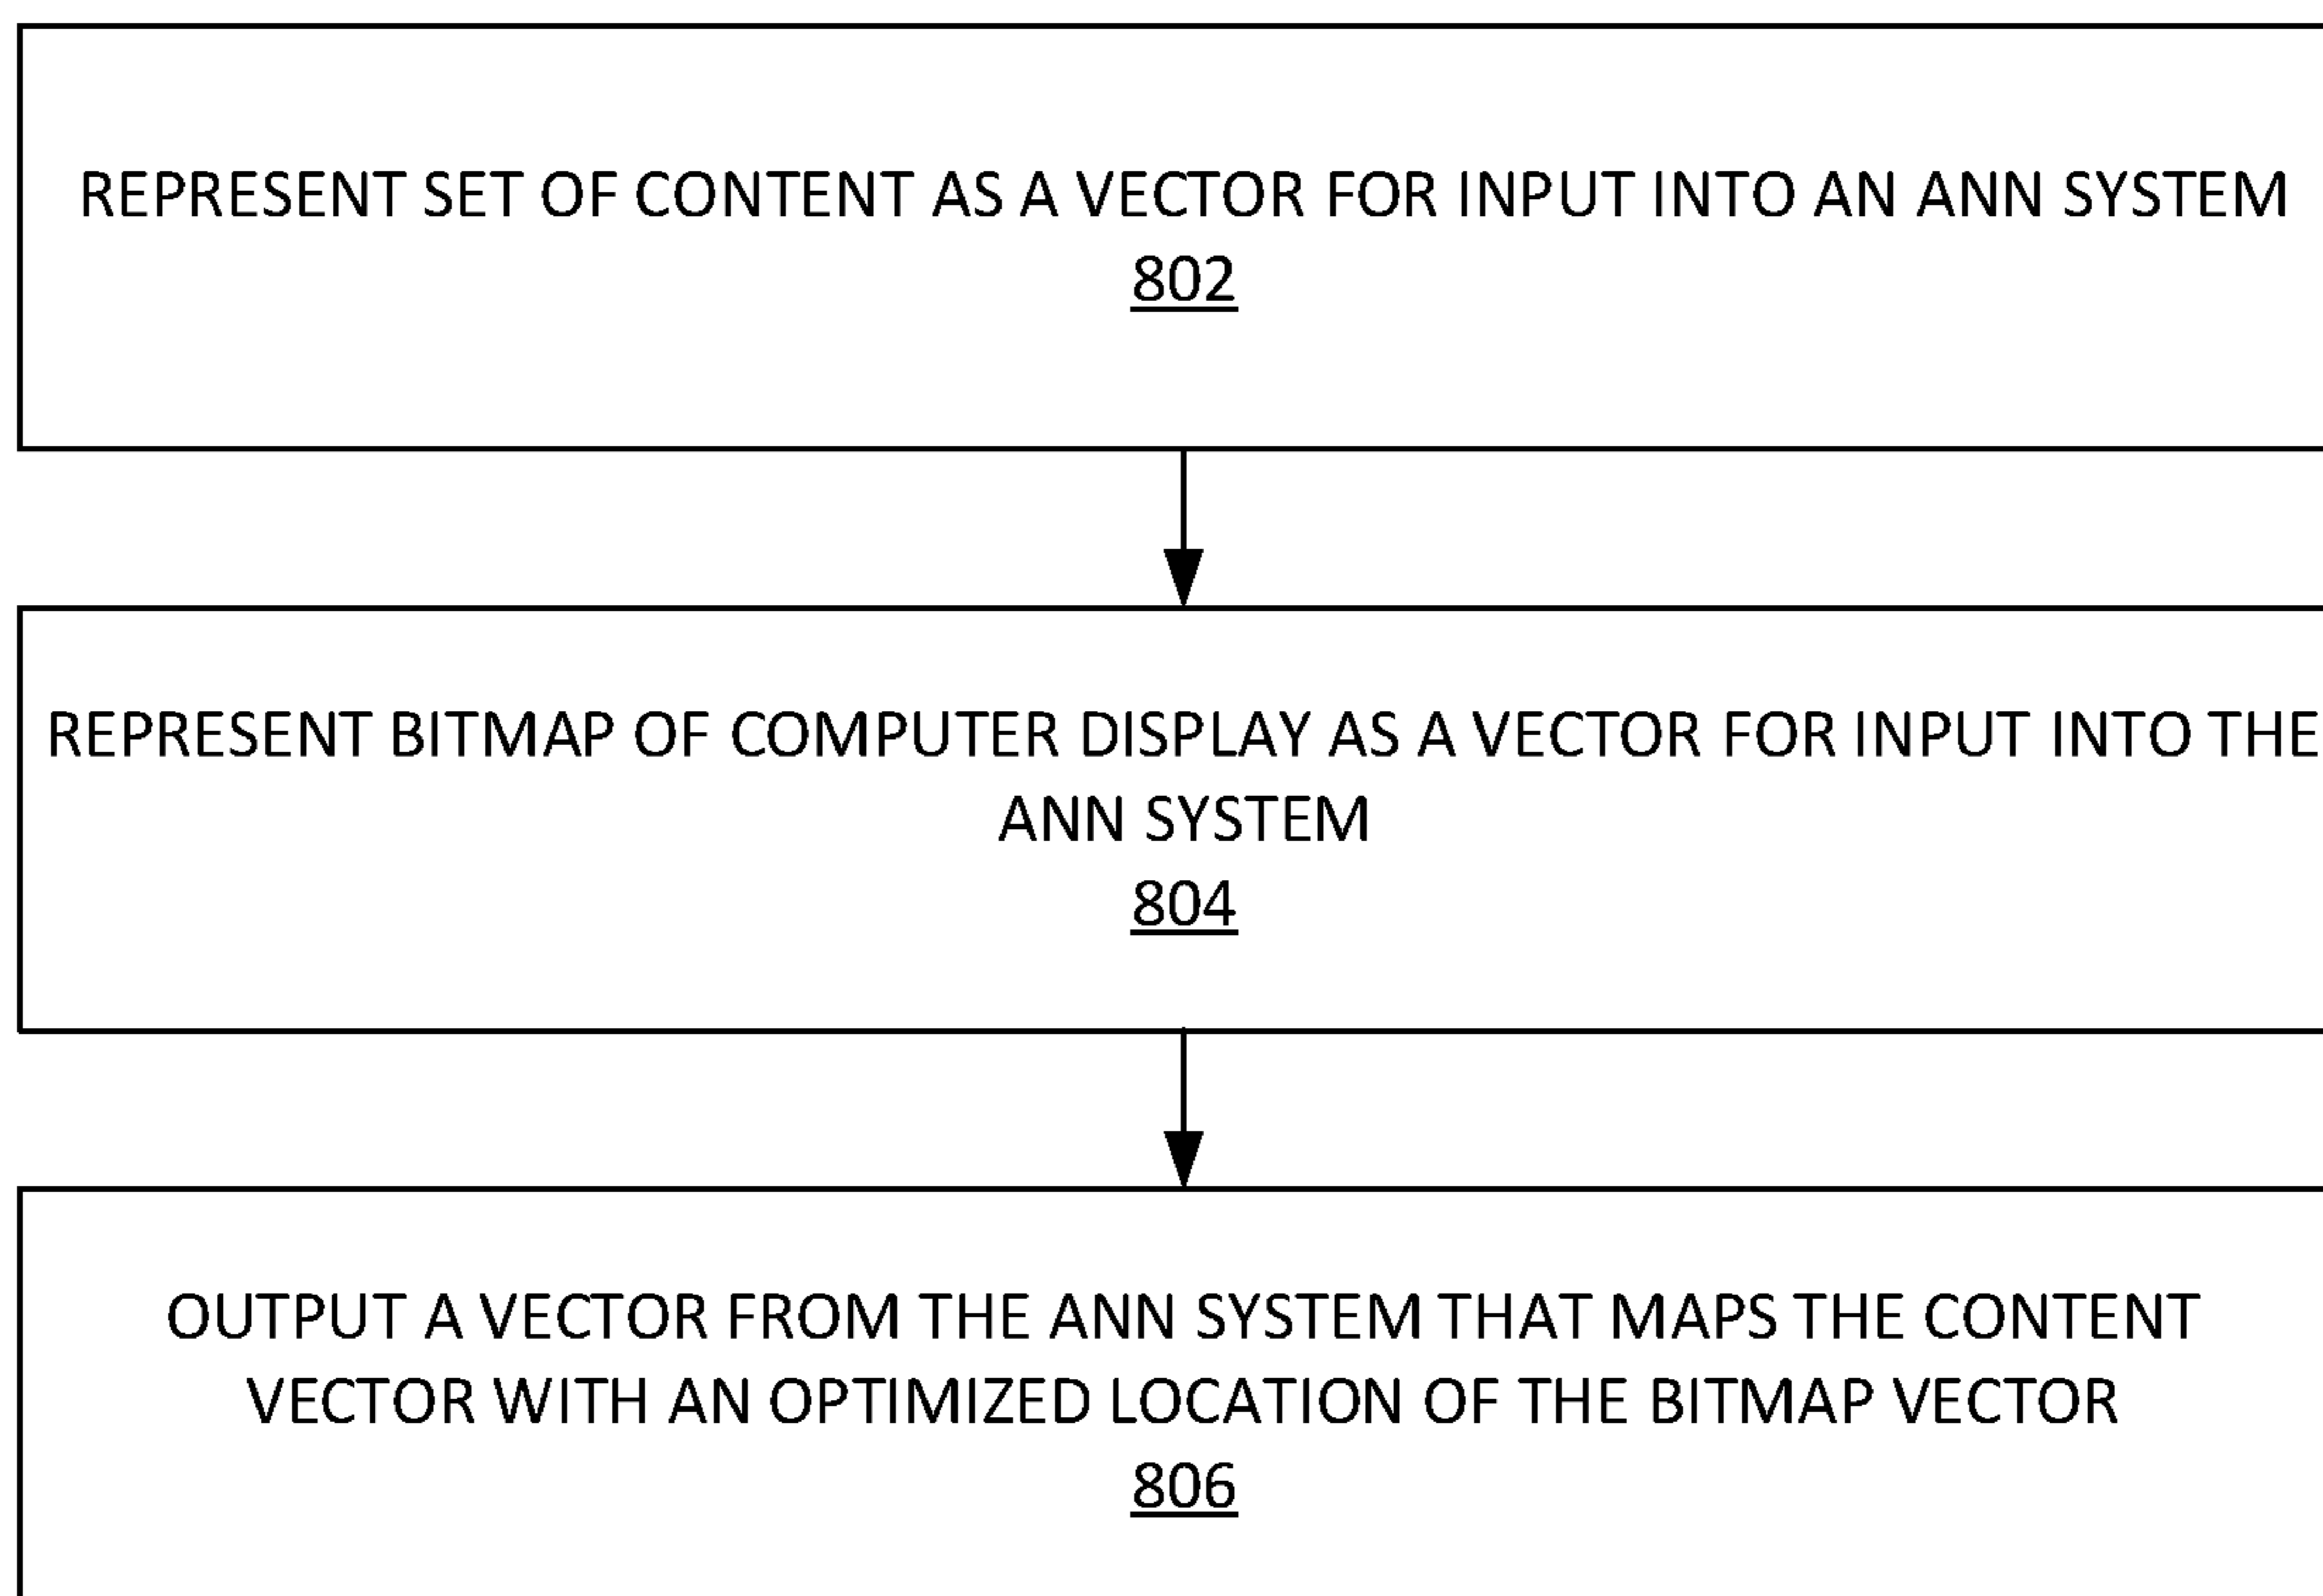 REPRESENT SET OF CONTENT AS A VECTOR FOR INPUT INTO AN ANN SYSTEM
802
REPRESENT BITMAP OF COMPUTER DISPLAY AS A VECTOR FOR INPUT INTO THE
ANN SYSTEM
804
OUTPUT A VECTOR FROM THE ANN SYSTEM THAT MAPS THE CONTENT
VECTOR WITH AN OPTIMIZED LOCATION OF THE BITMAP VECTOR
806